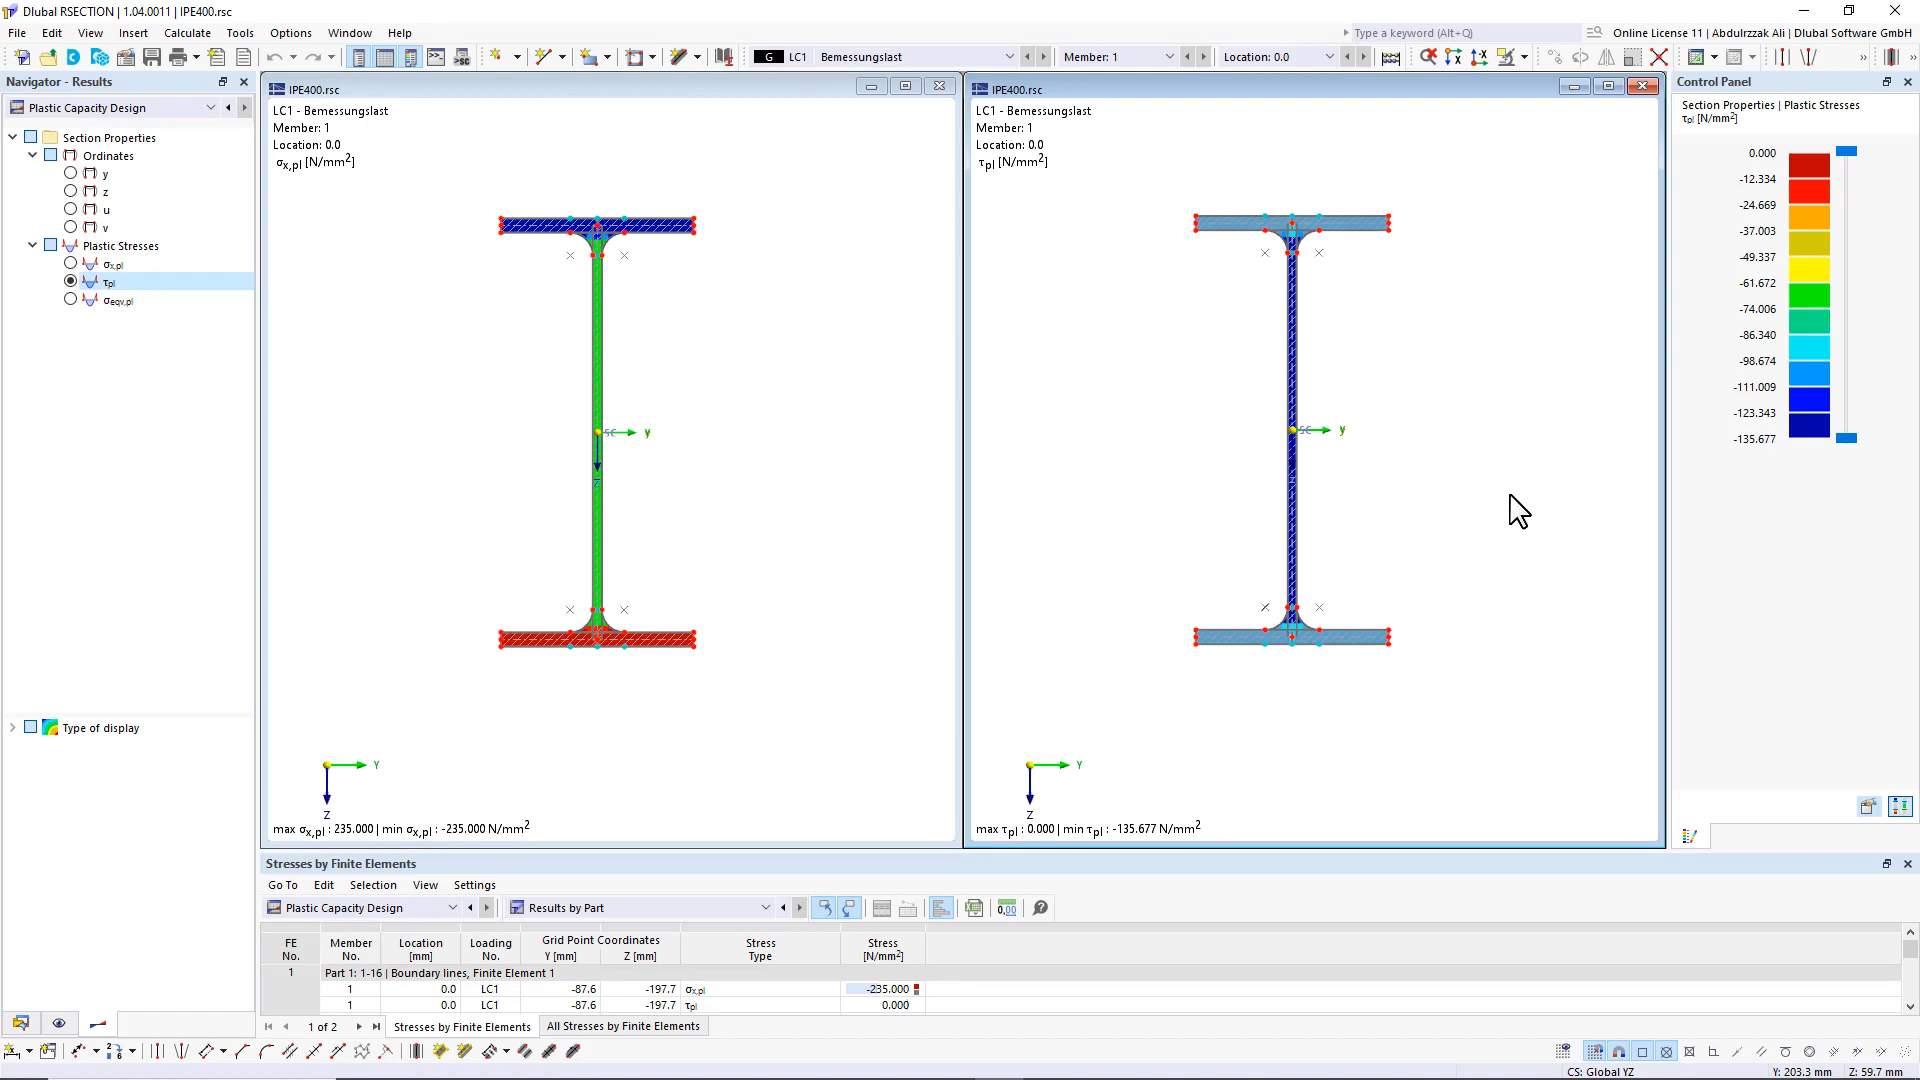 Dlubal RSECTION | 1.04.0011 | IPE400.rsc
File Edit View Insert Calculate Tools Options Window Help
Type a keyword (Alt+Q)
Online License 11 | Abdulrzzak Ali | Dlubal Software GmbH
G LC1 Bemessungslast
Member: 1
Location: 0.0
Navigator - Results
Plastic Capacity Design
Section Properties
Ordinates
y
z
u
v
Plastic Stresses
σx,pl
τpl
σeqv,pl
Type of display
IPE400.rsc
LC1 - Bemessungslast
Member: 1
Location: 0.0
σx,pl [N/mm2]
SC y
z
Y
Z
max σx,pl : 235.000 | min σx,pl : -235.000 N/mm2
IPE400.rsc
LC1 - Bemessungslast
Member: 1
Location: 0.0
τpl [N/mm2]
SC y
z
Y
Z
max τpl : 0.000 | min τpl : -135.677 N/mm2
Control Panel
Section Properties | Plastic Stresses
τpl [N/mm2]
0.000
-12.334
-24.669
-37.003
-49.337
-61.672
-74.006
-86.340
-98.674
-111.009
-123.343
-135.677
Stresses by Finite Elements
Go To Edit Selection View Settings
Plastic Capacity Design
Results by Part
0,00
FE No. Member No. Location [mm] Loading No. Grid Point Coordinates Y [mm] Z [mm] Stress Type Stress [N/mm2]
1 Part 1: 1-16 | Boundary lines, Finite Element 1
1 0.0 LC1 -87.6 -197.7 σx,pl -235.000
1 0.0 LC1 -87.6 -197.7 τpl 0.000
1 of 2 Stresses by Finite Elements All Stresses by Finite Elements
CS: Global YZ
Y: 203.3 mm Z: 59.7 mm